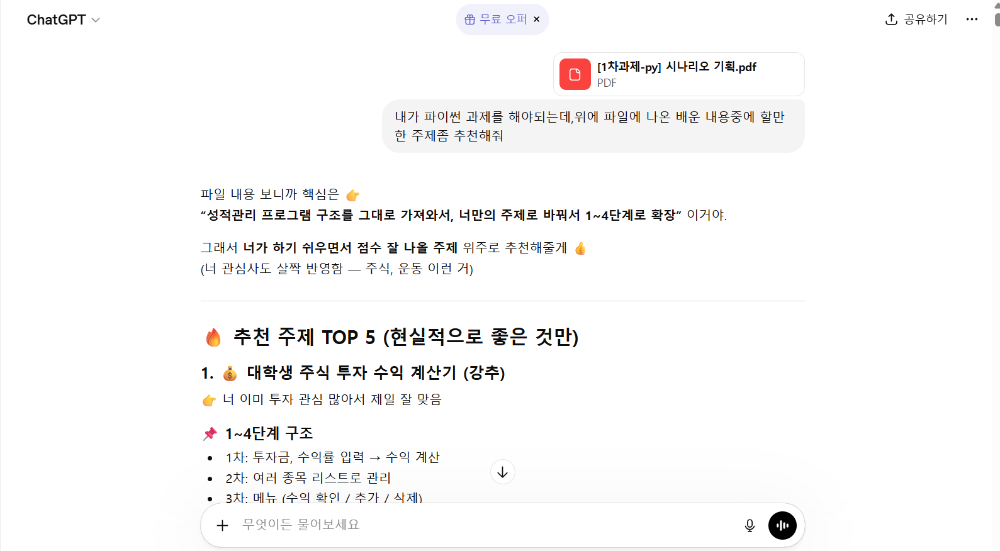 ChatGPT
무료 오퍼 ×
공유하기
[1차과제-py] 시나리오 기획.pdf
PDF
내가 파이썬 과제를 해야되는데,위에 파일에 나온 배운 내용중에 할만
한 주제좀 추천해줘
파일 내용 보니까 핵심은 👉
“성적관리 프로그램 구조를 그대로 가져와서, 너만의 주제로 바꿔서 1~4단계로 확장” 이거야.
그래서 너가 하기 쉬우면서 점수 잘 나올 주제 위주로 추천해줄게 👍
(너 관심사도 살짝 반영함 — 주식, 운동 이런 거)
🔥 추천 주제 TOP 5 (현실적으로 좋은 것만)
1. 💰 대학생 주식 투자 수익 계산기 (강추)
👉 너 이미 투자 관심 많아서 제일 잘 맞음
📌 1~4단계 구조
• 1차: 투자금, 수익률 입력 → 수익 계산
• 2차: 여러 종목 리스트로 관리
• 3차: 메뉴 (수익 확인 / 추가 / 삭제)
무엇이든 물어보세요